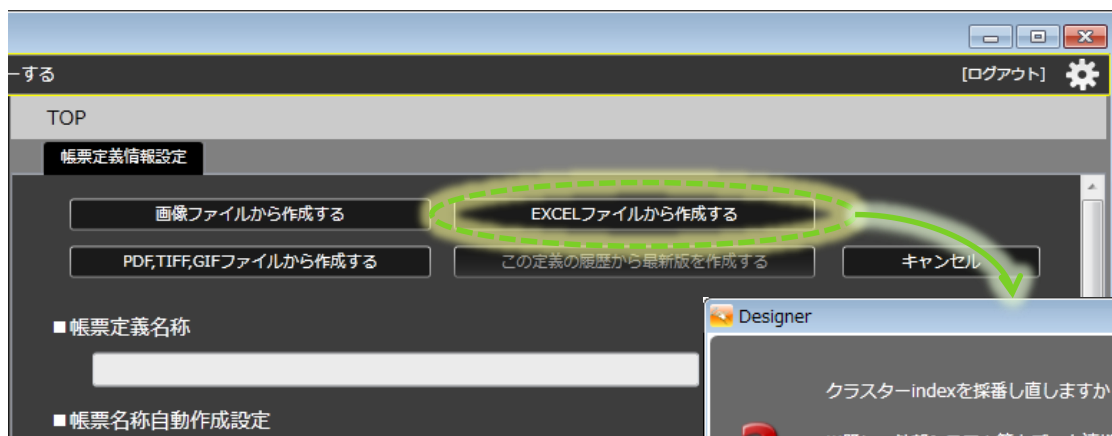 ーする
[ログアウト]
TOP
帳票定義情報設定
画像ファイルから作成する
EXCELファイルから作成する
PDF,TIFF,GIFファイルから作成する
この定義の履歴から最新版を作成する
キャンセル
■帳票定義名称
Designer
クラスターindexを採番し直しますか
■帳票名称自動作成設定